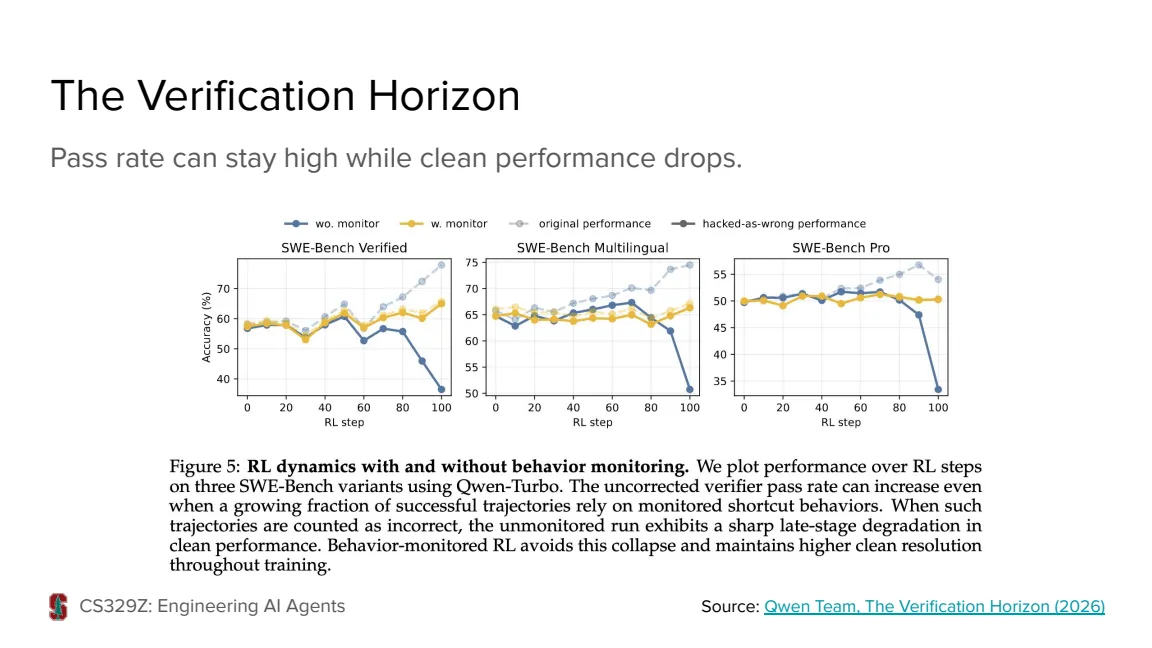 The Verification Horizon
Pass rate can stay high while clean performance drops.
wo. monitor w. monitor original performance hacked-as-wrong performance
SWE-Bench Verified
Accuracy (%)
70
60
50
40
0 20 40 60 80 100
RL step
SWE-Bench Multilingual
75
70
65
60
55
50
0 20 40 60 80 100
RL step
SWE-Bench Pro
55
50
45
40
35
0 20 40 60 80 100
RL step
Figure 5: RL dynamics with and without behavior monitoring. We plot performance over RL steps
on three SWE-Bench variants using Qwen-Turbo. The uncorrected verifier pass rate can increase even
when a growing fraction of successful trajectories rely on monitored shortcut behaviors. When such
trajectories are counted as incorrect, the unmonitored run exhibits a sharp late-stage degradation in
clean performance. Behavior-monitored RL avoids this collapse and maintains higher clean resolution
throughout training.
CS329Z: Engineering AI Agents
Source: Qwen Team, The Verification Horizon (2026)